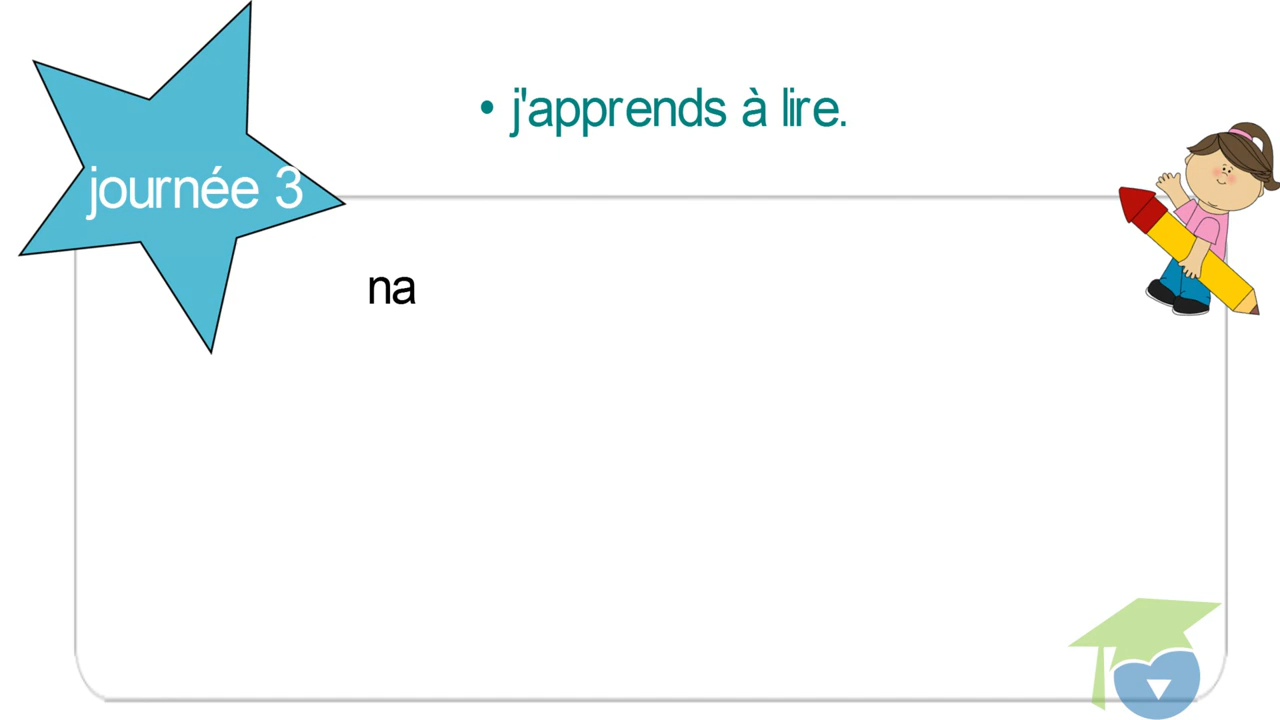 • j'apprends à lire.
journée 3
na